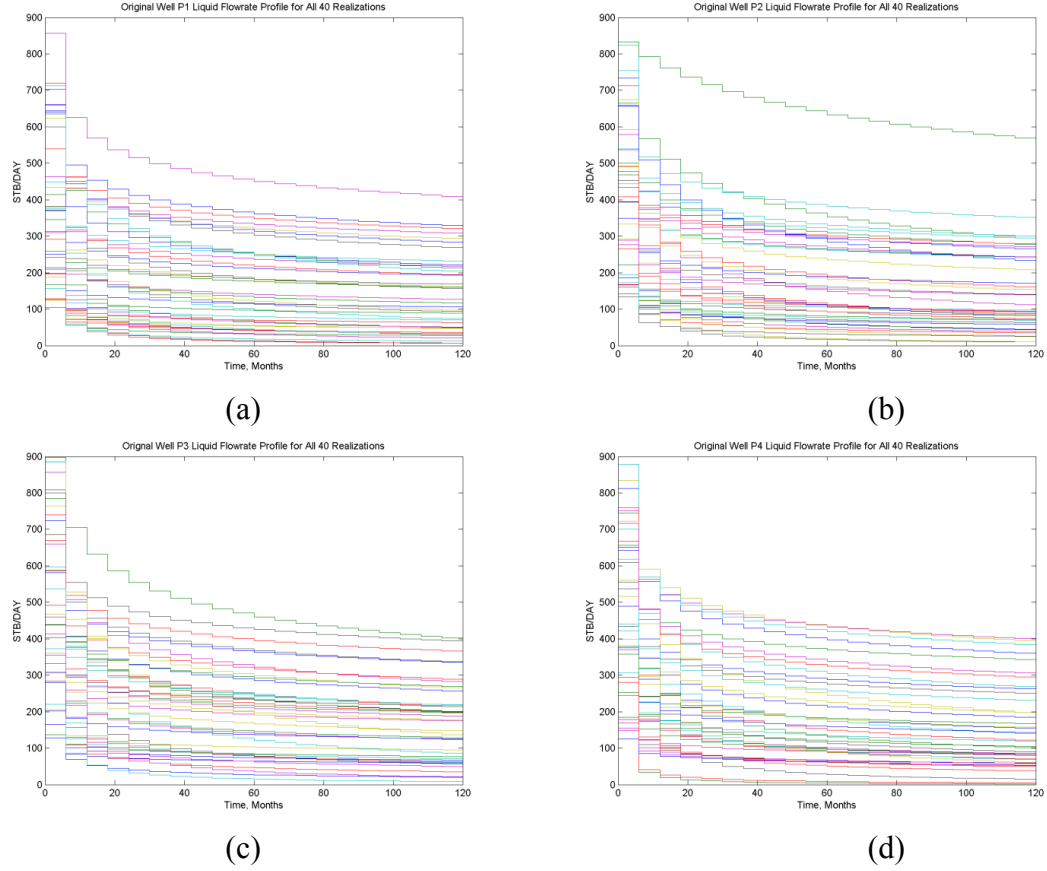 Original Well P1 Liquid Flowrate Profile for All 40 Realizations
900
800
700
600
500
400
300
200
100
0
STB/DAY
0 20 40 60 80 100 120
Time, Months
(a)
Original Well P2 Liquid Flowrate Profile for All 40 Realizations
900
800
700
600
500
400
300
200
100
0
STB/DAY
0 20 40 60 80 100 120
Time, Months
(b)
Orignal Well P3 Liquid Flowrate Profile for All 40 Realizations
900
800
700
600
500
400
300
200
100
0
STB/DAY
0 20 40 60 80 100 120
Time, Months
(c)
Original Well P4 Liquid Flowrate Profile for All 40 Realizations
900
800
700
600
500
400
300
200
100
0
STB/DAY
0 20 40 60 80 100 120
Time, Months
(d)